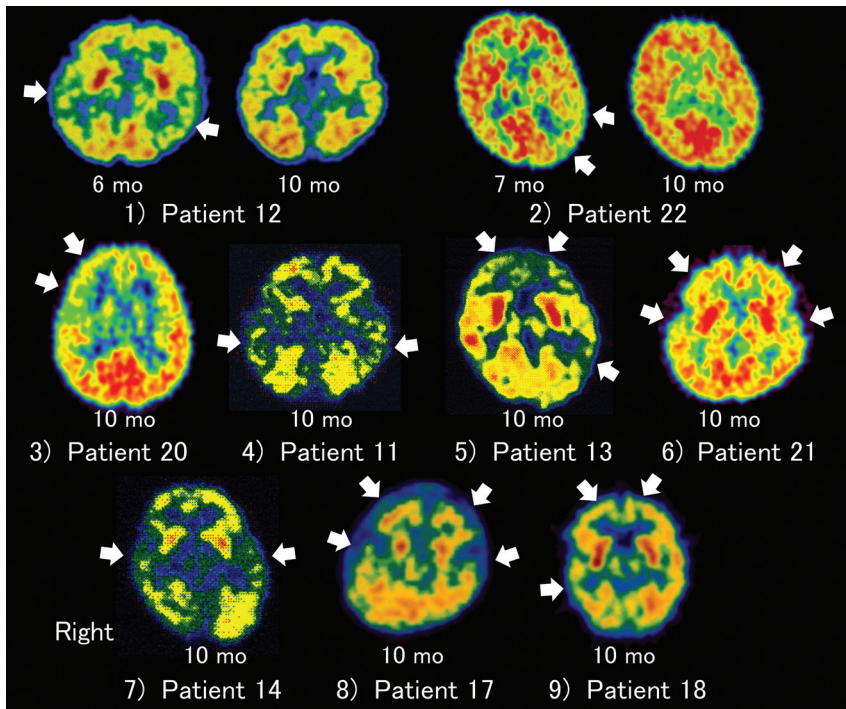 6 mo 10 mo 7 mo 10 mo
1) Patient 12 2) Patient 22
10 mo 10 mo 10 mo 10 mo
3) Patient 20 4) Patient 11 5) Patient 13 6) Patient 21
Right
10 mo 10 mo 10 mo
7) Patient 14 8) Patient 17 9) Patient 18